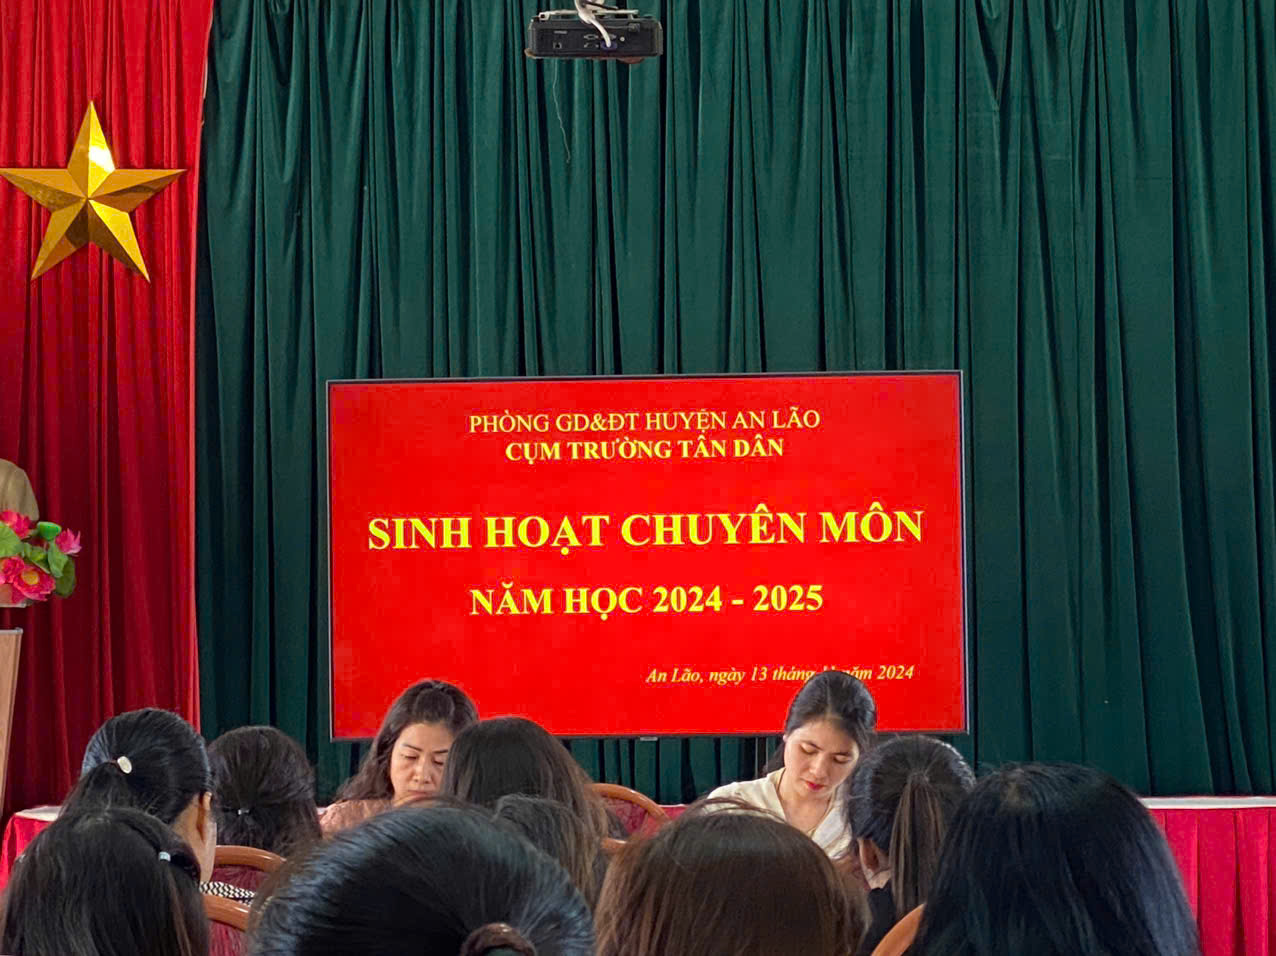 PHÒNG GD&ĐT HUYỆN AN LÃO
CỤM TRƯỜNG TÂN DÂN
SINH HOẠT CHUYÊN MÔN
NĂM HỌC 2024 - 2025
An Lão, ngày 13 tháng năm 2024